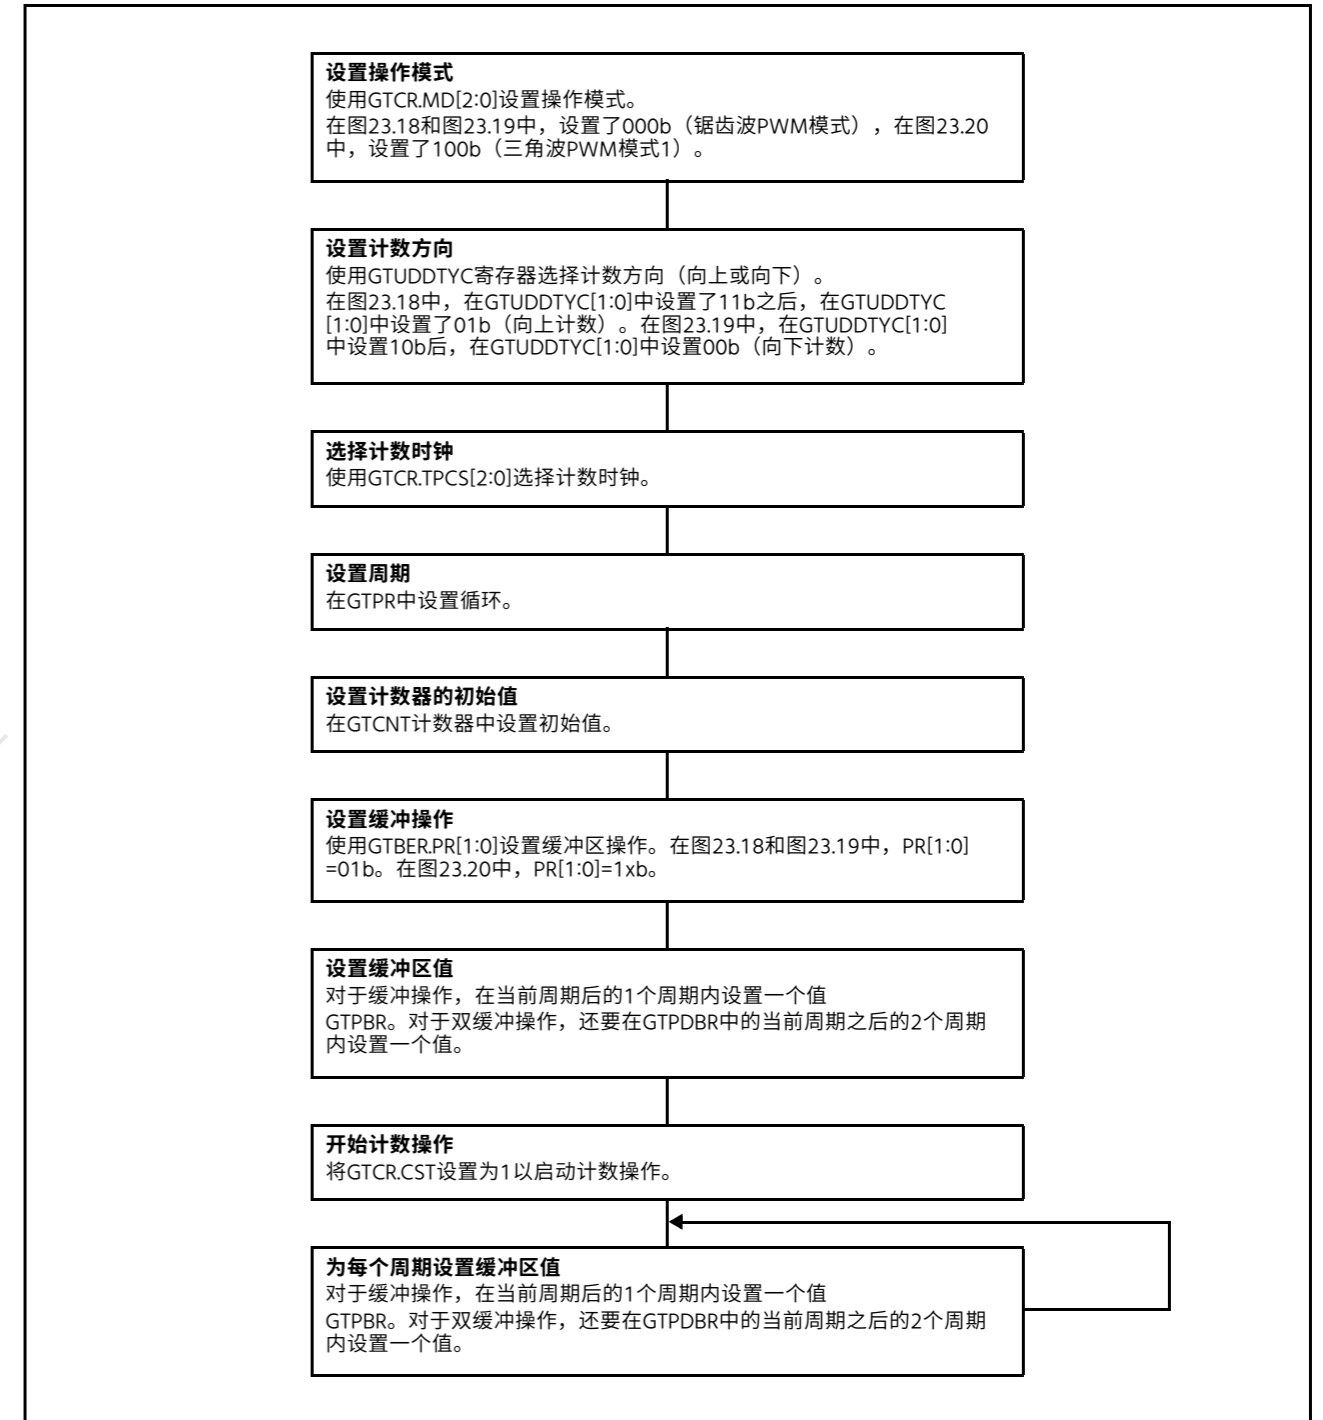 设置操作模式
使用GTCR.MD[2:0]设置操作模式。
在图23.18和图23.19中，设置了000b（锯齿波PWM模式），在图23.20
中，设置了100b（三角波PWM模式1）。
设置计数方向
使用GTUDDTYC寄存器选择计数方向（向上或向下）。
在图23.18中，在GTUDDTYC[1:0]中设置了11b之后，在GTUDDTYC
[1:0]中设置了01b（向上计数）。在图23.19中，在GTUDDTYC[1:0]
中设置10b后，在GTUDDTYC[1:0]中设置00b（向下计数）。
选择计数时钟
使用GTCR.TPCS[2:0]选择计数时钟。
设置周期
在GTPR中设置循环。
设置计数器的初始值
在GTCNT计数器中设置初始值。
设置缓冲操作
使用GTBER.PR[1:0]设置缓冲区操作。在图23.18和图23.19中，PR[1:0]
=01b。在图23.20中，PR[1:0]=1xb。
设置缓冲区值
对于缓冲操作，在当前周期后的1个周期内设置一个值
GTPBR。对于双缓冲操作，还要在GTPDBR中的当前周期之后的2个周期
内设置一个值。
开始计数操作
将GTCR.CST设置为1以启动计数操作。
为每个周期设置缓冲区值
对于缓冲操作，在当前周期后的1个周期内设置一个值
GTPBR。对于双缓冲操作，还要在GTPDBR中的当前周期之后的2个周期
内设置一个值。